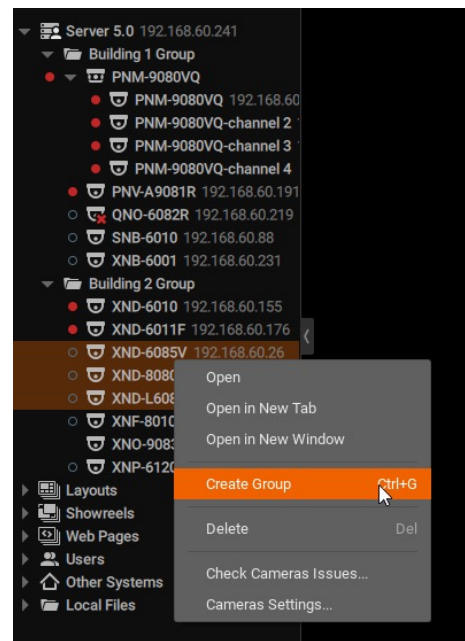 Server 5.0 192.168.60.241
Building 1 Group
PNM-9080VQ
PNM-9080VQ 192.168.60
PNM-9080VQ-channel 2
PNM-9080VQ-channel 3
PNM-9080VQ-channel 4
PNV-A9081R 192.168.60.191
QNO-6082R 192.168.60.219
SNB-6010 192.168.60.88
XNB-6001 192.168.60.231
Building 2 Group
XND-6010 192.168.60.155
XND-6011F 192.168.60.176
XND-6085V 192.168.60.26
XND-808
XND-L608
XNF-8010
XNO-908
XNP-612
Layouts
Showreels
Web Pages
Users
Other Systems
Local Files
Open
Open in New Tab
Open in New Window
Create Group Ctrl+G
Delete Del
Check Cameras Issues...
Cameras Settings...